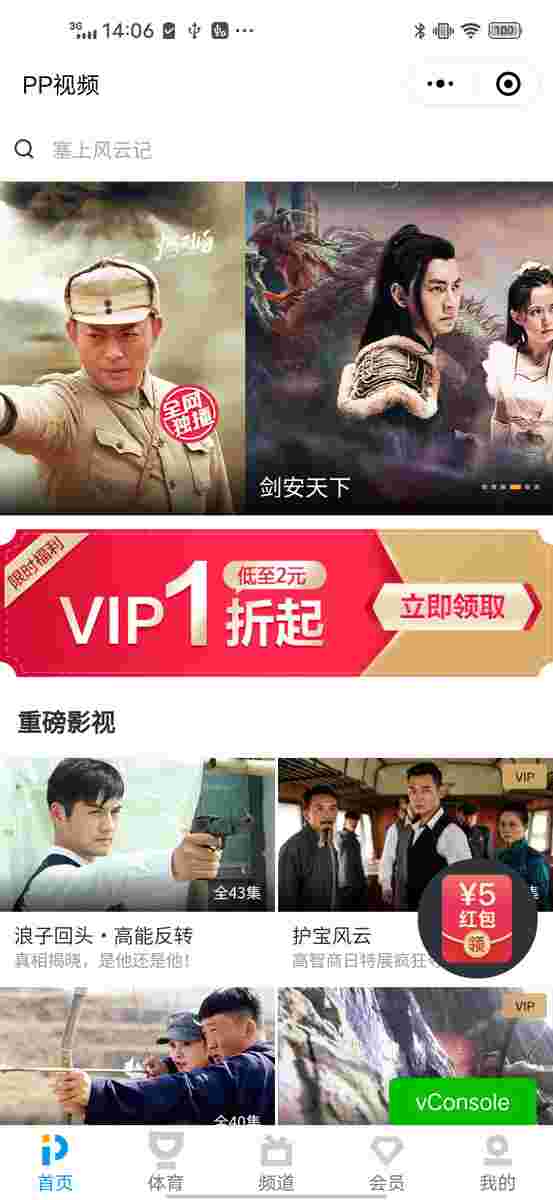 3G 14:06
100
PP视频
塞上风云记
全网
独播
剑安天下
限时福利
VIP1折起
低至2元
立即领取
重磅影视
全43集
VIP
浪子回头·高能反转
真相揭晓，是他还是他！
护宝风云
高智商日特展疯狂
¥5
红包
领
全40集
VIP
vConsole
首页
体育
频道
会员
我的